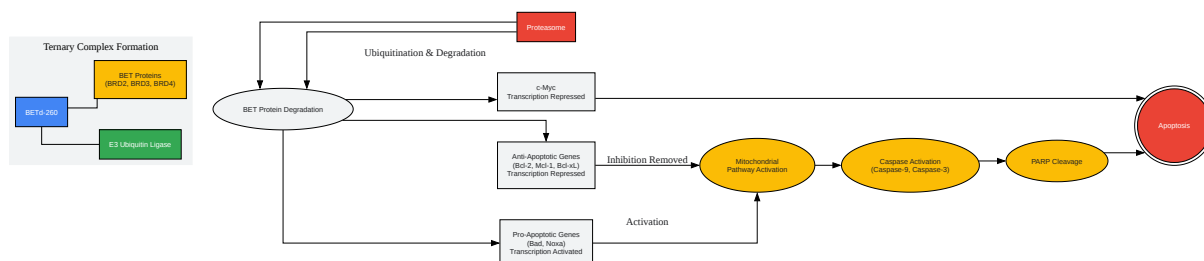 Ternary Complex Formation
BET Proteins
(BRD2, BRD3, BRD4)
BETd-260
E3 Ubiquitin Ligase
Proteasome
Ubiquitination & Degradation
BET Protein Degradation
c-Myc
Transcription Repressed
Anti-Apoptotic Genes
(Bcl-2, Mcl-1, Bcl-xL)
Transcription Repressed
Inhibition Removed
Mitochondrial
Pathway Activation
Caspase Activation
(Caspase-9, Caspase-3)
PARP Cleavage
Apoptosis
Pro-Apoptotic Genes
(Bad, Noxa)
Transcription Activated
Activation